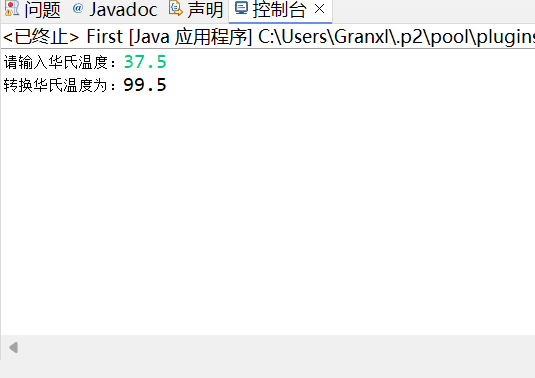 问题 @ Javadoc 声明 控制台
<已终止> First [Java 应用程序] C:\Users\Granxl\.p2\pool\plugins
请输入华氏温度：37.5
转换华氏温度为：99.5